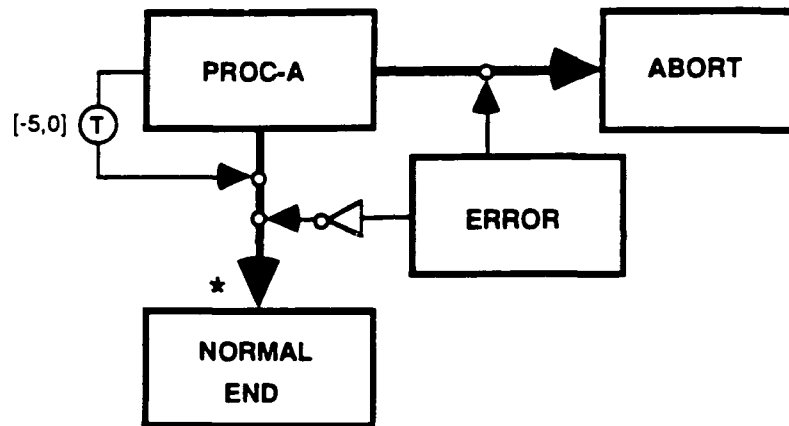 PROC-A
ABORT
[-5,0]
T
ERROR
*
NORMAL
END